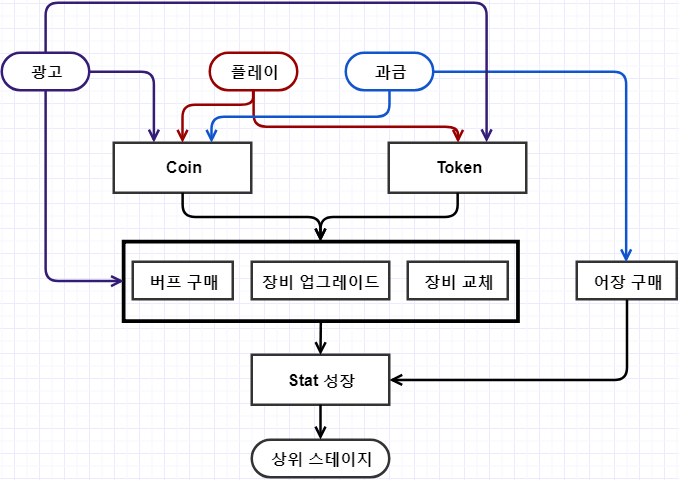 광고
플레이
과금
Coin
Token
버프 구매
장비 업그레이드
장비 교체
어장 구매
Stat 성장
상위 스테이지